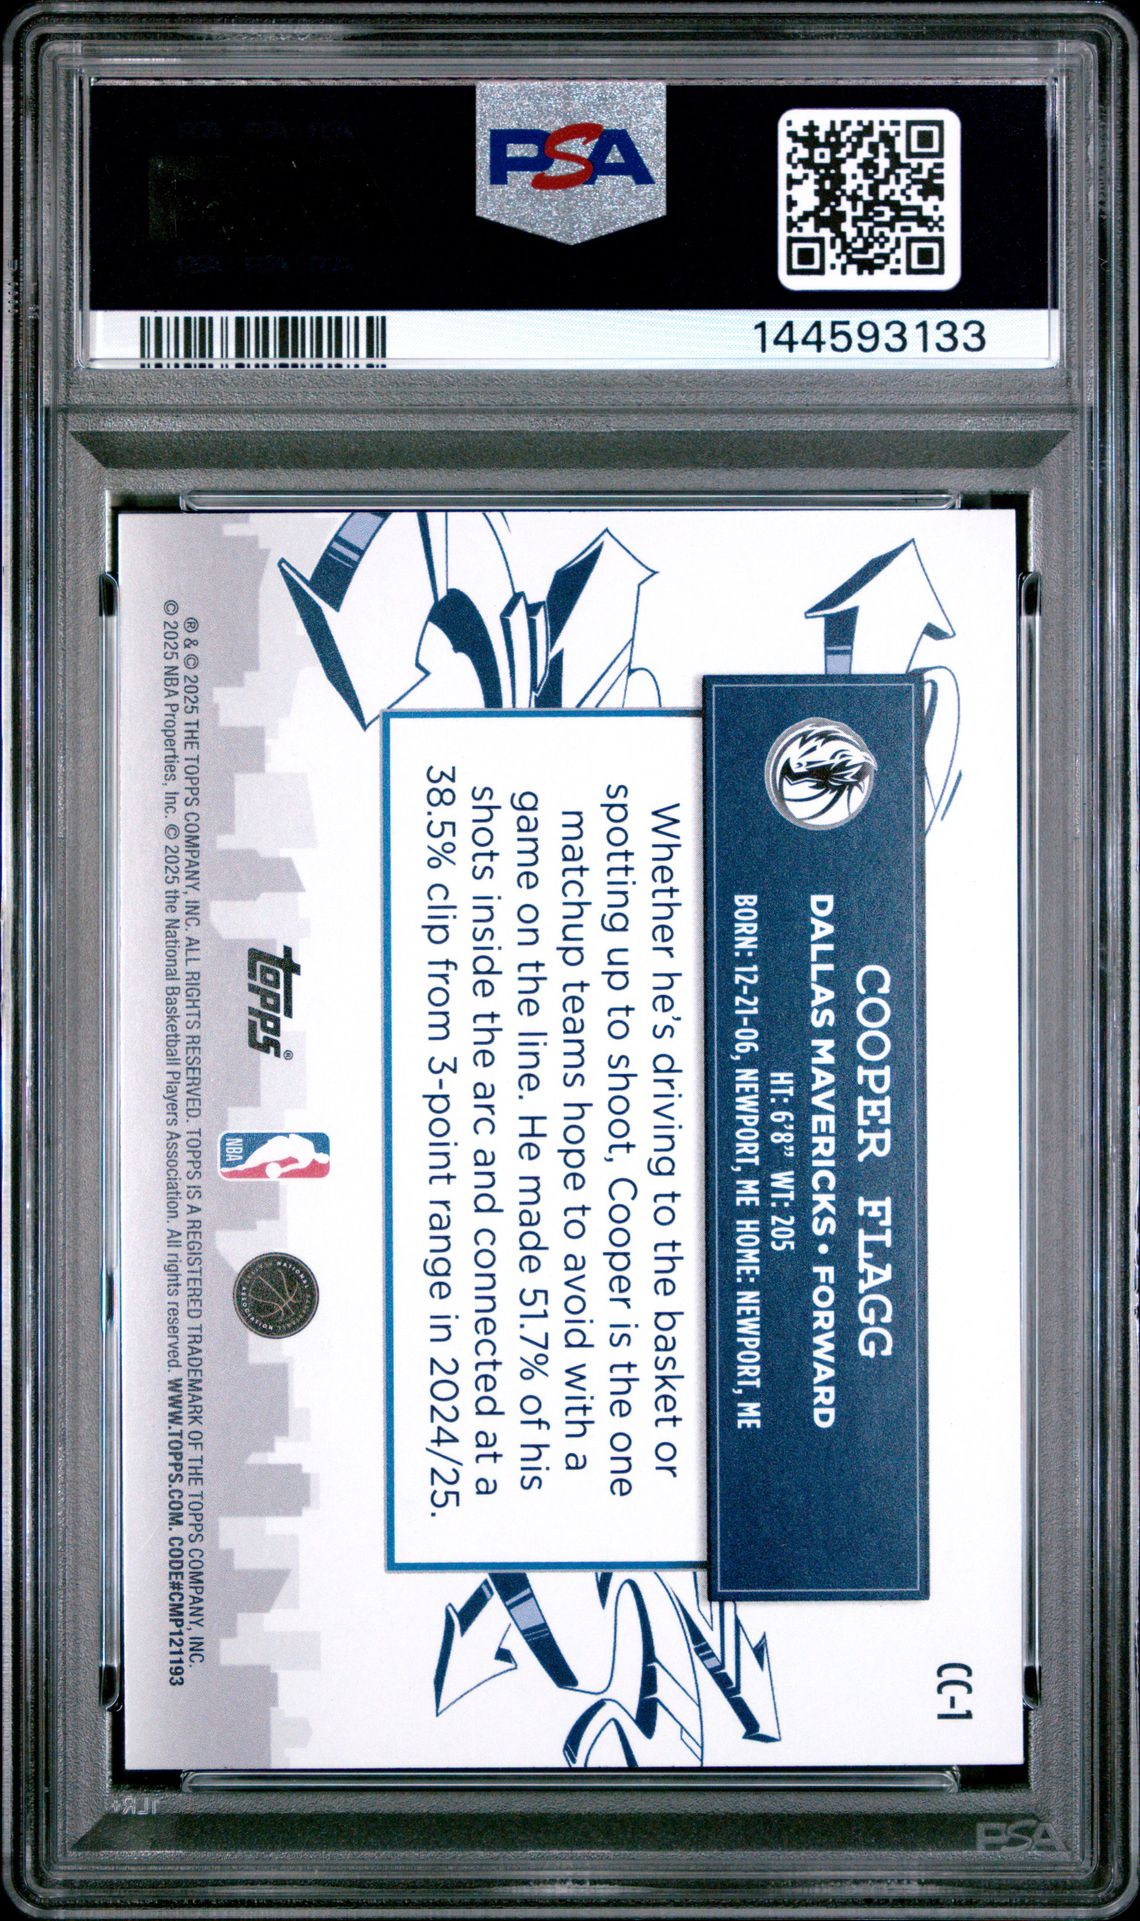 PSA
144593133
CC-1
COOPER FLAGG
DALLAS MAVERICKS • FORWARD
HT: 6'8" WT: 205
BORN: 12-21-06, NEWPORT, ME HOME: NEWPORT, ME
Whether he's driving to the basket or
spotting up to shoot, Cooper is the one
matchup teams hope to avoid with a
game on the line. He made 51.7% of his
shots inside the arc and connected at a
38.5% clip from 3-point range in 2024/25.
topps®
NBA
® & © 2025 THE TOPPS COMPANY, INC. ALL RIGHTS RESERVED. TOPPS IS A REGISTERED TRADEMARK OF THE TOPPS COMPANY, INC.
© 2025 NBA Properties, Inc. © 2025 the National Basketball Players Association. All rights reserved. WWW.TOPPS.COM. CODE#CMP121193
PSA